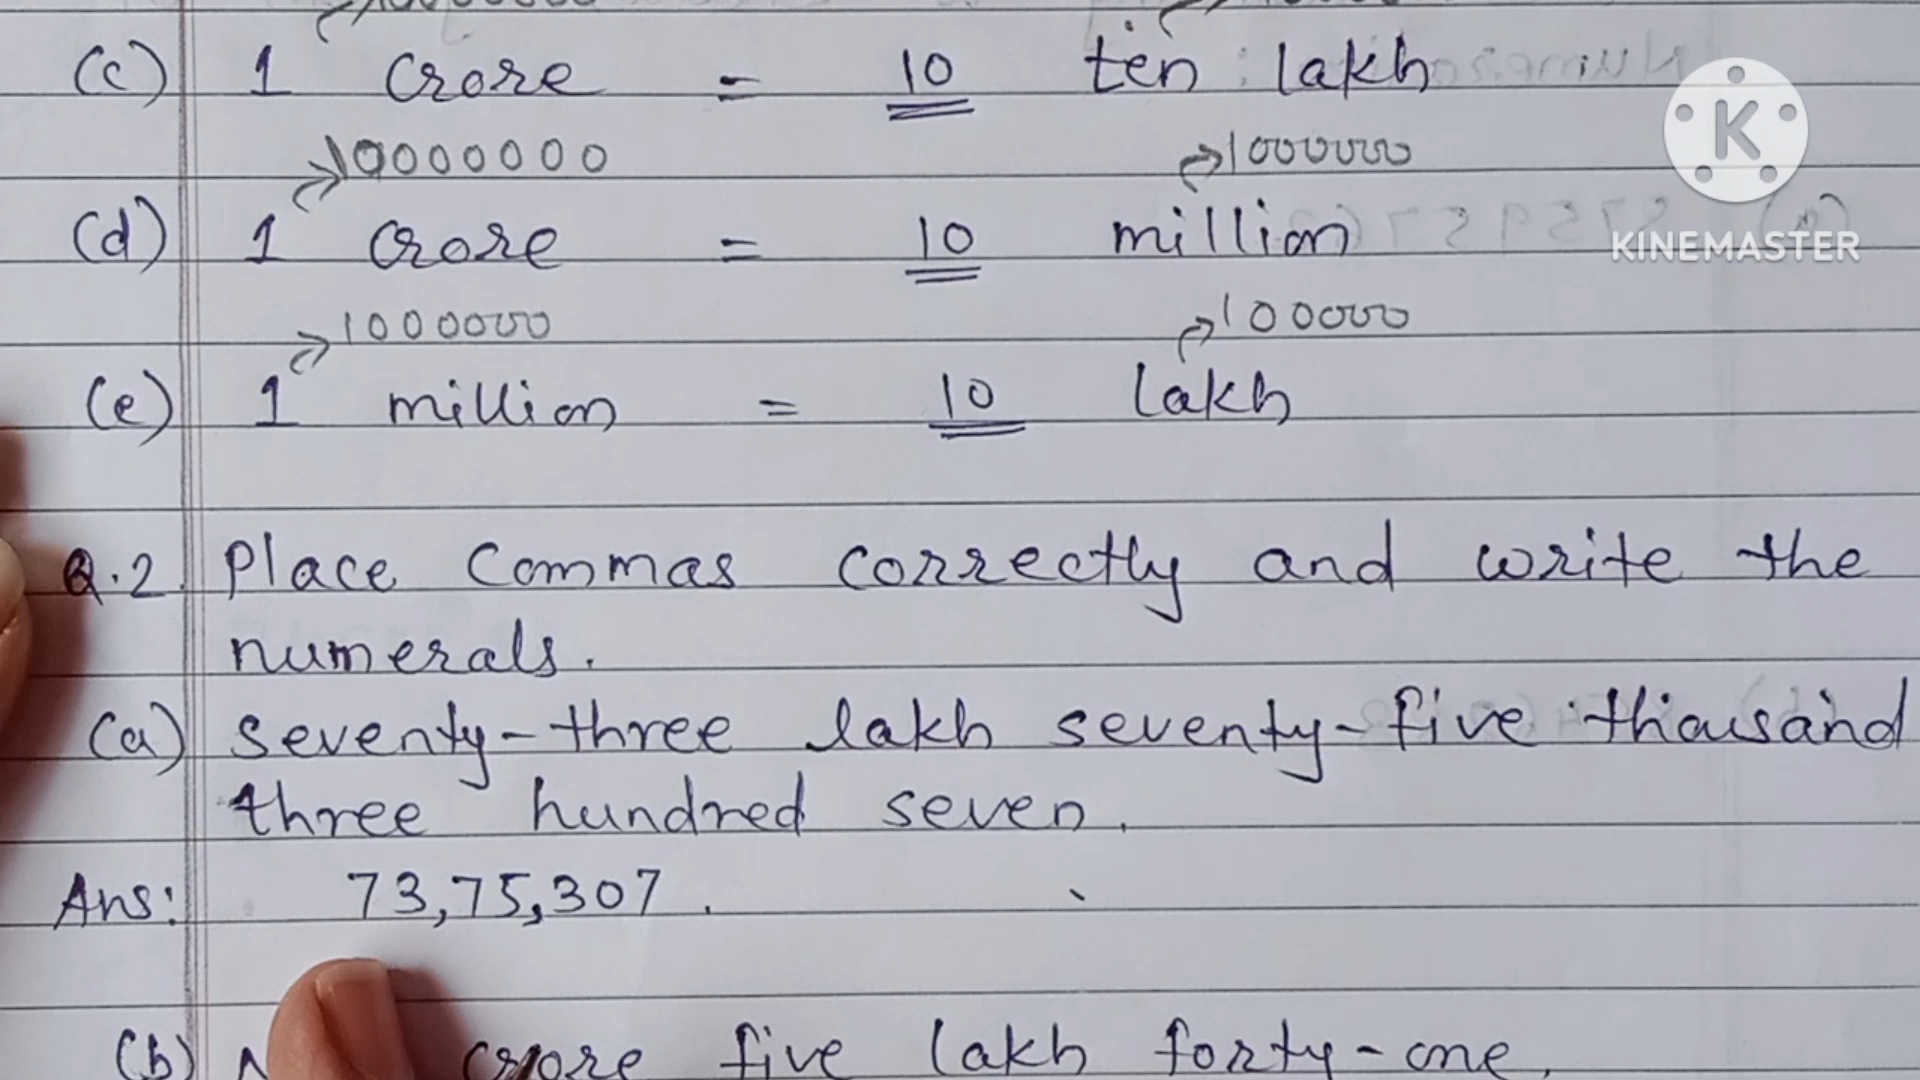 (c) 1 crore = 10 ten lakh
10000000 1000000
(d) 1 crore = 10 million
1000000 100000
(e) 1 million = 10 lakh
Q.2. Place commas correctly and write the
numerals.
(a) seventy-three lakh seventy-five thousand
three hundred seven.
Ans: 73,75,307.
(b) crore five lakh forty-one.
K
KINEMASTER